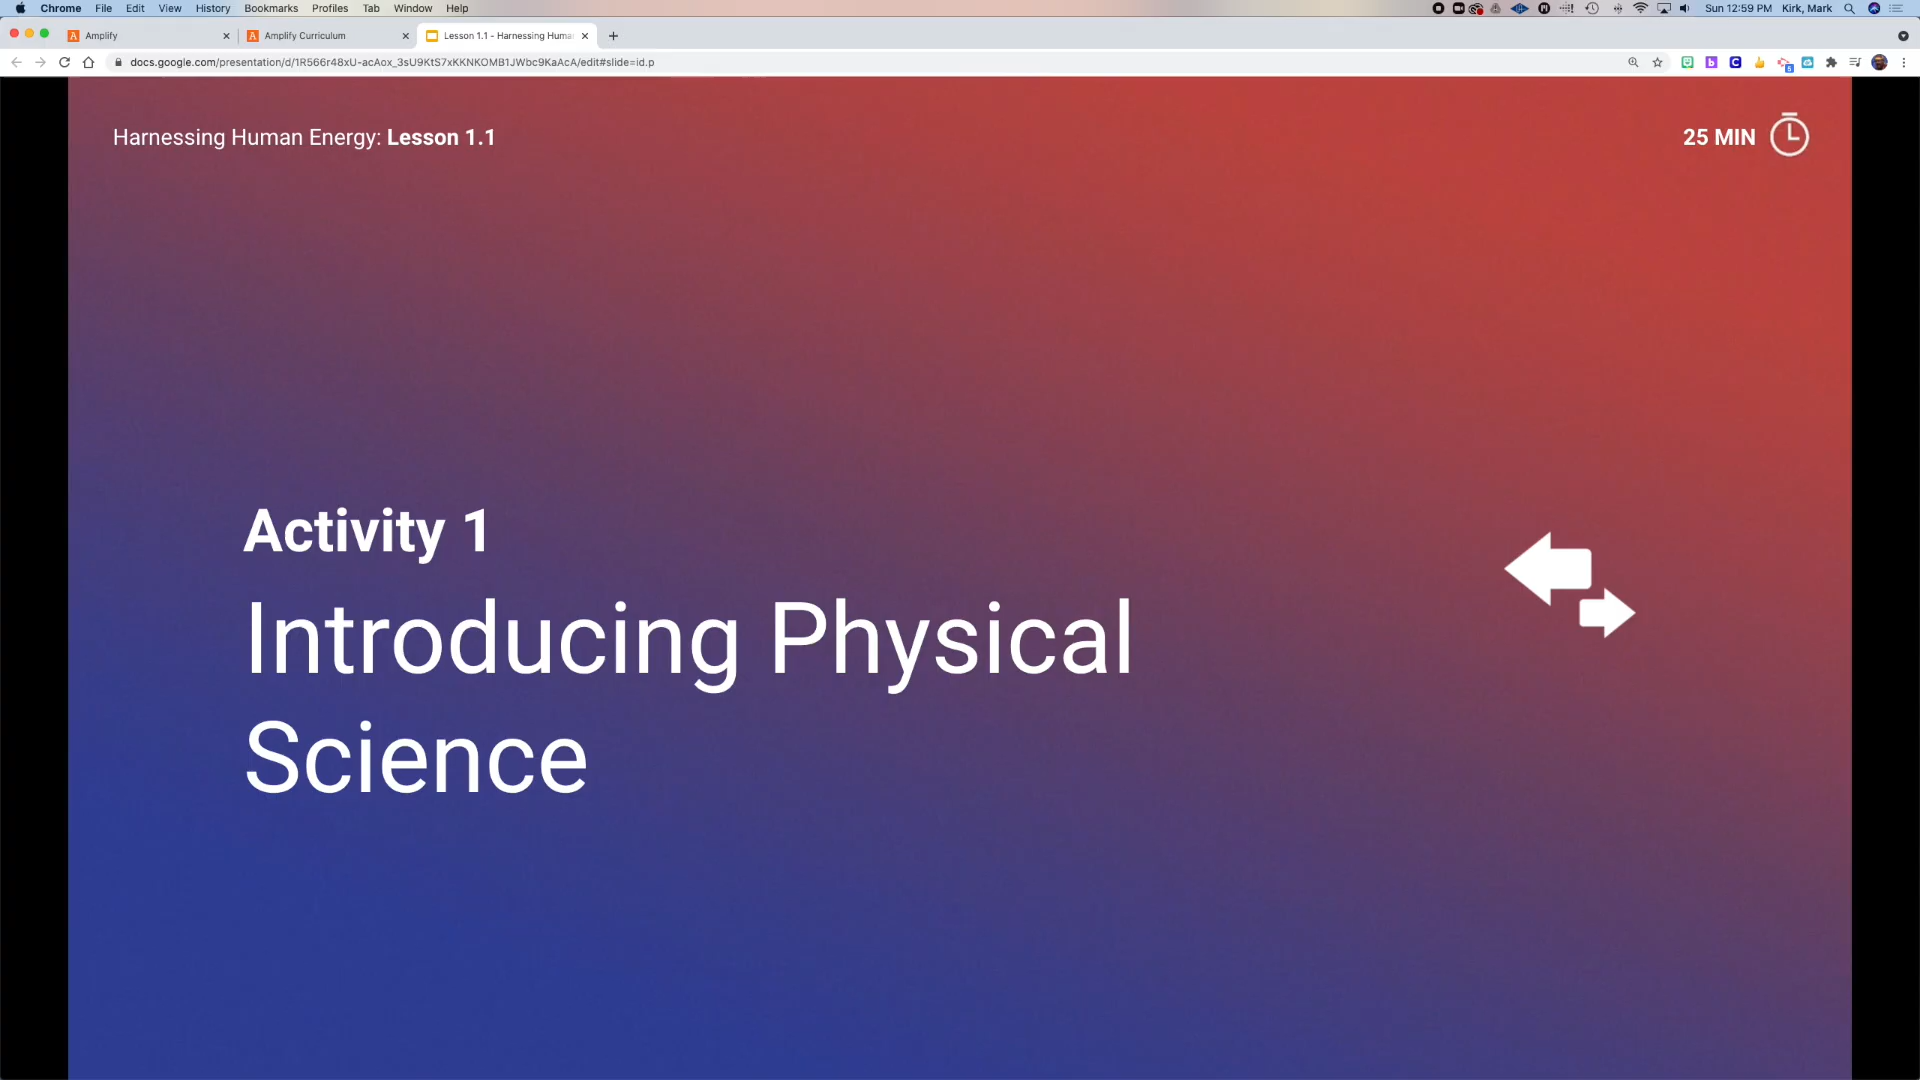 Chrome File Edit View History Bookmarks Profiles Tab Window Help
Sun 12:59 PM Kirk, Mark
Amplify
Amplify Curriculum
Lesson 1.1 - Harnessing Huma
docs.google.com/presentation/d/1R566r48xU-acAox_3sU9KtS7xKKNKOMB1JWbc9KaAcA/edit#slide=id.p
Harnessing Human Energy: Lesson 1.1
25 MIN
Activity 1
Introducing Physical
Science